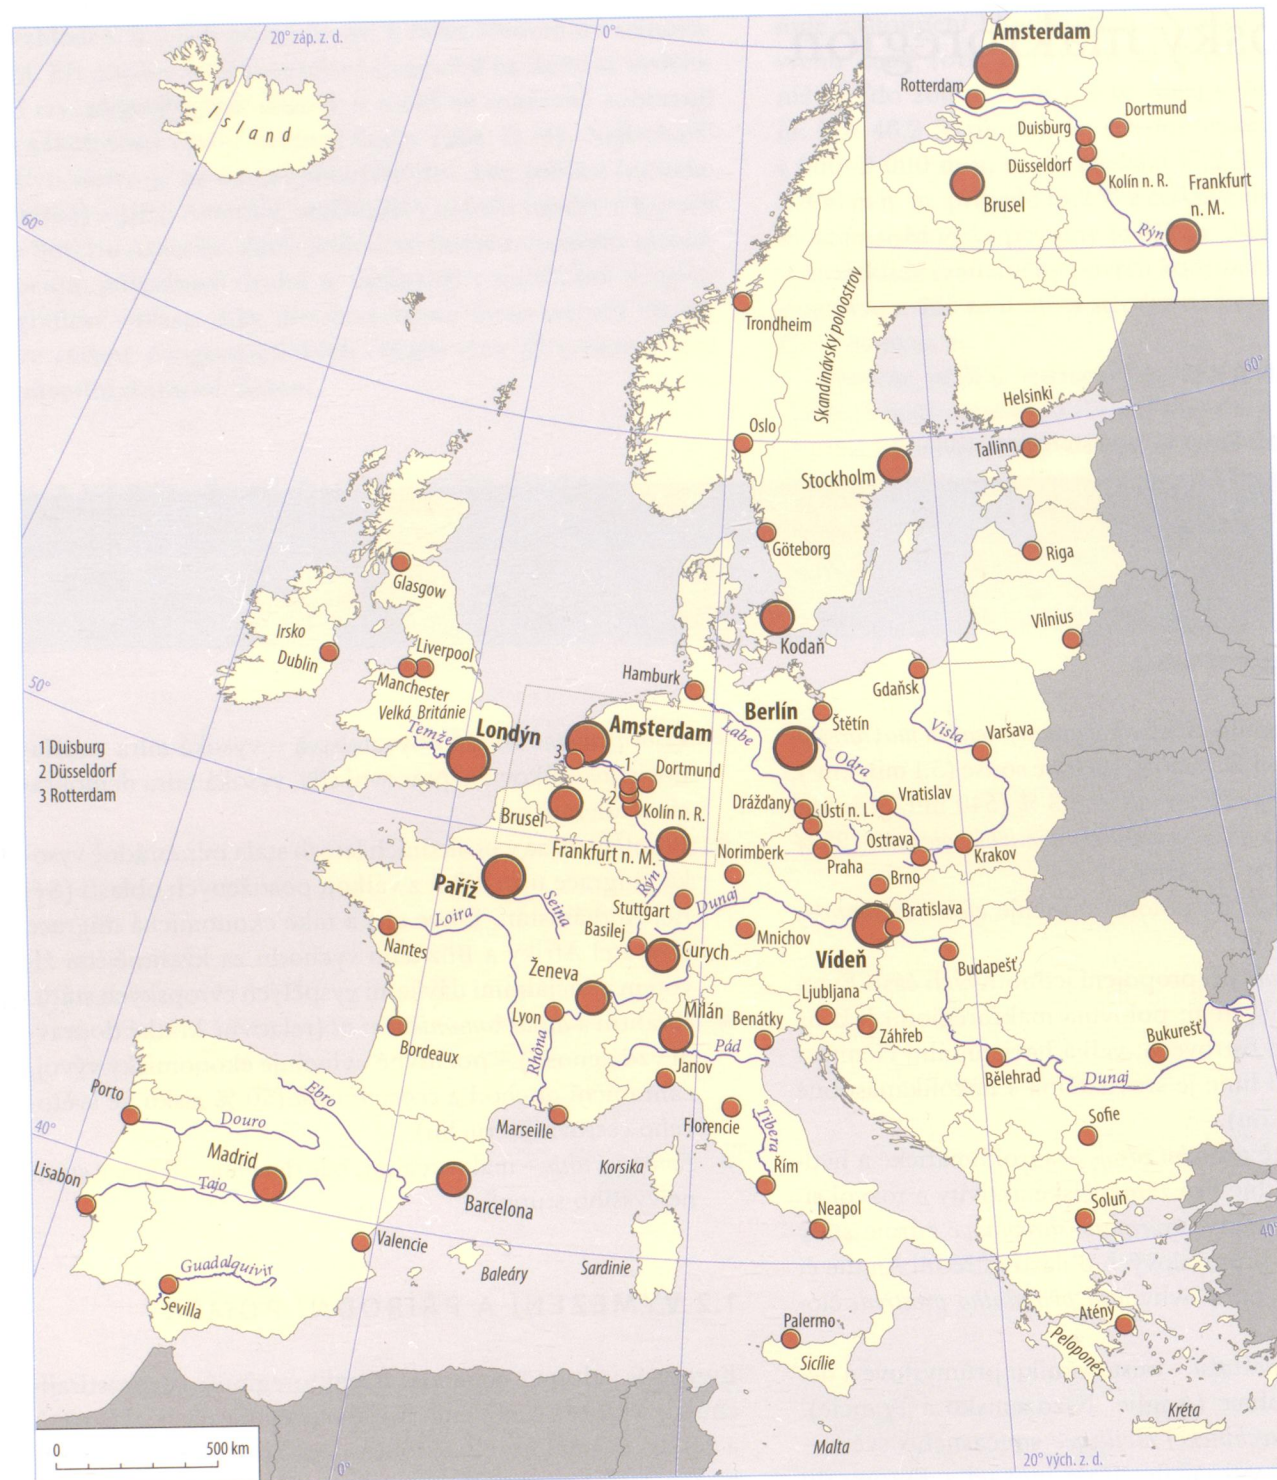 20° záp. z. d.
0°
Island
60°
Amsterdam
Rotterdam
Dortmund
Duisburg
Düsseldorf
Kolín n. R.
Brusel
Frankfurt
n. M.
Rýn
Trondheim
Skandinávský poloostrov
60°
Helsinki
Oslo
Tallinn
Stockholm
Göteborg
Riga
Glasgow
Vilnius
Irsko
Dublin
Liverpool
Manchester
Velká Británie
Kodaň
Hamburk
Gdaňsk
50°
Temže
Londýn
Amsterdam
Berlín
Štětín
Labe
Visla
Varšava
1 Duisburg
2 Düsseldorf
3 Rotterdam
3
1
2
Dortmund
Odra
Kolín n. R.
Brusel
Drážďany
Ústí n. L.
Vratislav
Frankfurt n. M.
Norimberk
Praha
Ostrava
Krakov
Rýn
Brno
Paříž
Seina
Loira
Stuttgart
Dunaj
Bratislava
Nantes
Basilej
Curych
Mnichov
Vídeň
Budapešť
Ženeva
Lyon
Milán
Benátky
Ljubljana
Záhřeb
Bordeaux
Rhôna
Pád
Janov
Bělehrad
Bukurešť
Dunaj
Porto
Ebro
Douro
Marseille
Florencie
Tibera
Sofie
40°
Madrid
Lisabon
Tajo
Barcelona
Korsika
Řím
Neapol
Soluň
40°
Valencie
Baleáry
Sardinie
Guadalquivir
Sevilla
Palermo
Sicílie
Atény
Peloponés
Kréta
Malta
0
500 km
0°
20° vých. z. d.